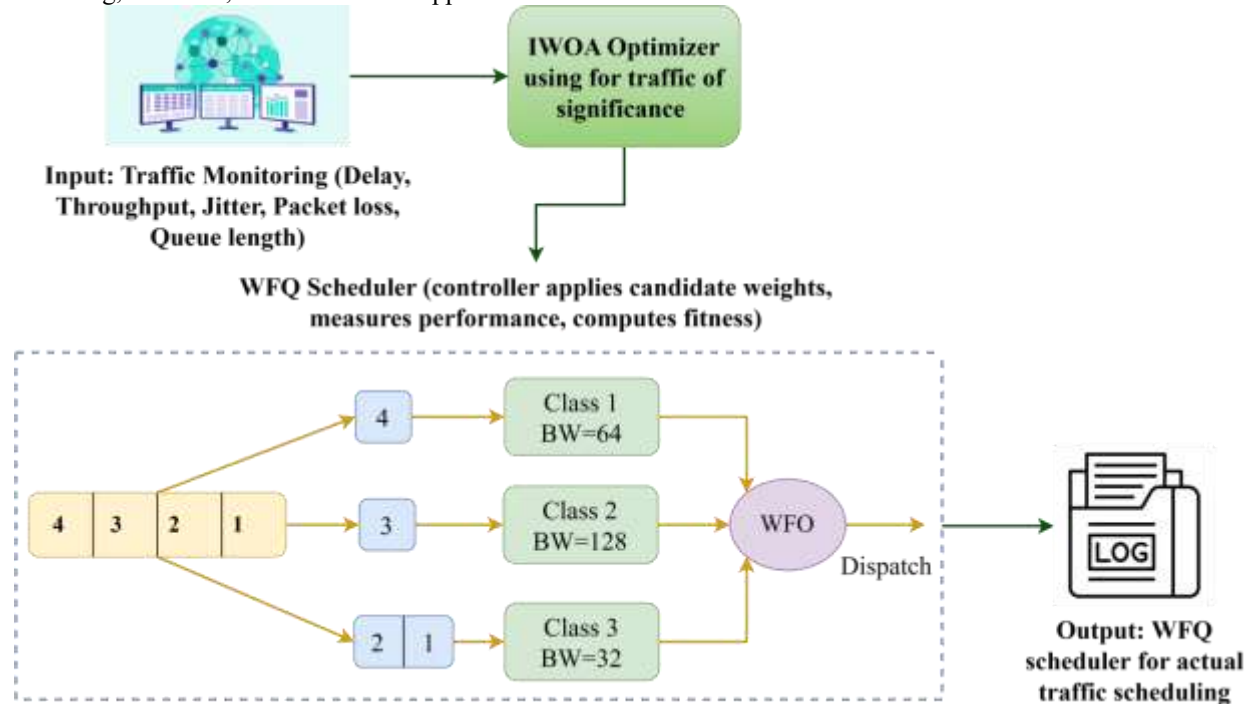 IWOA Optimizer
using for traffic of
significance
Input: Traffic Monitoring (Delay,
Throughput, Jitter, Packet loss,
Queue length)
WFQ Scheduler (controller applies candidate weights,
measures performance, computes fitness)
4
Class 1
BW=64
4 3 2 1
3
Class 2
BW=128
WFO
Dispatch
2 1
Class 3
BW=32
LOG
Output: WFQ
scheduler for actual
traffic scheduling